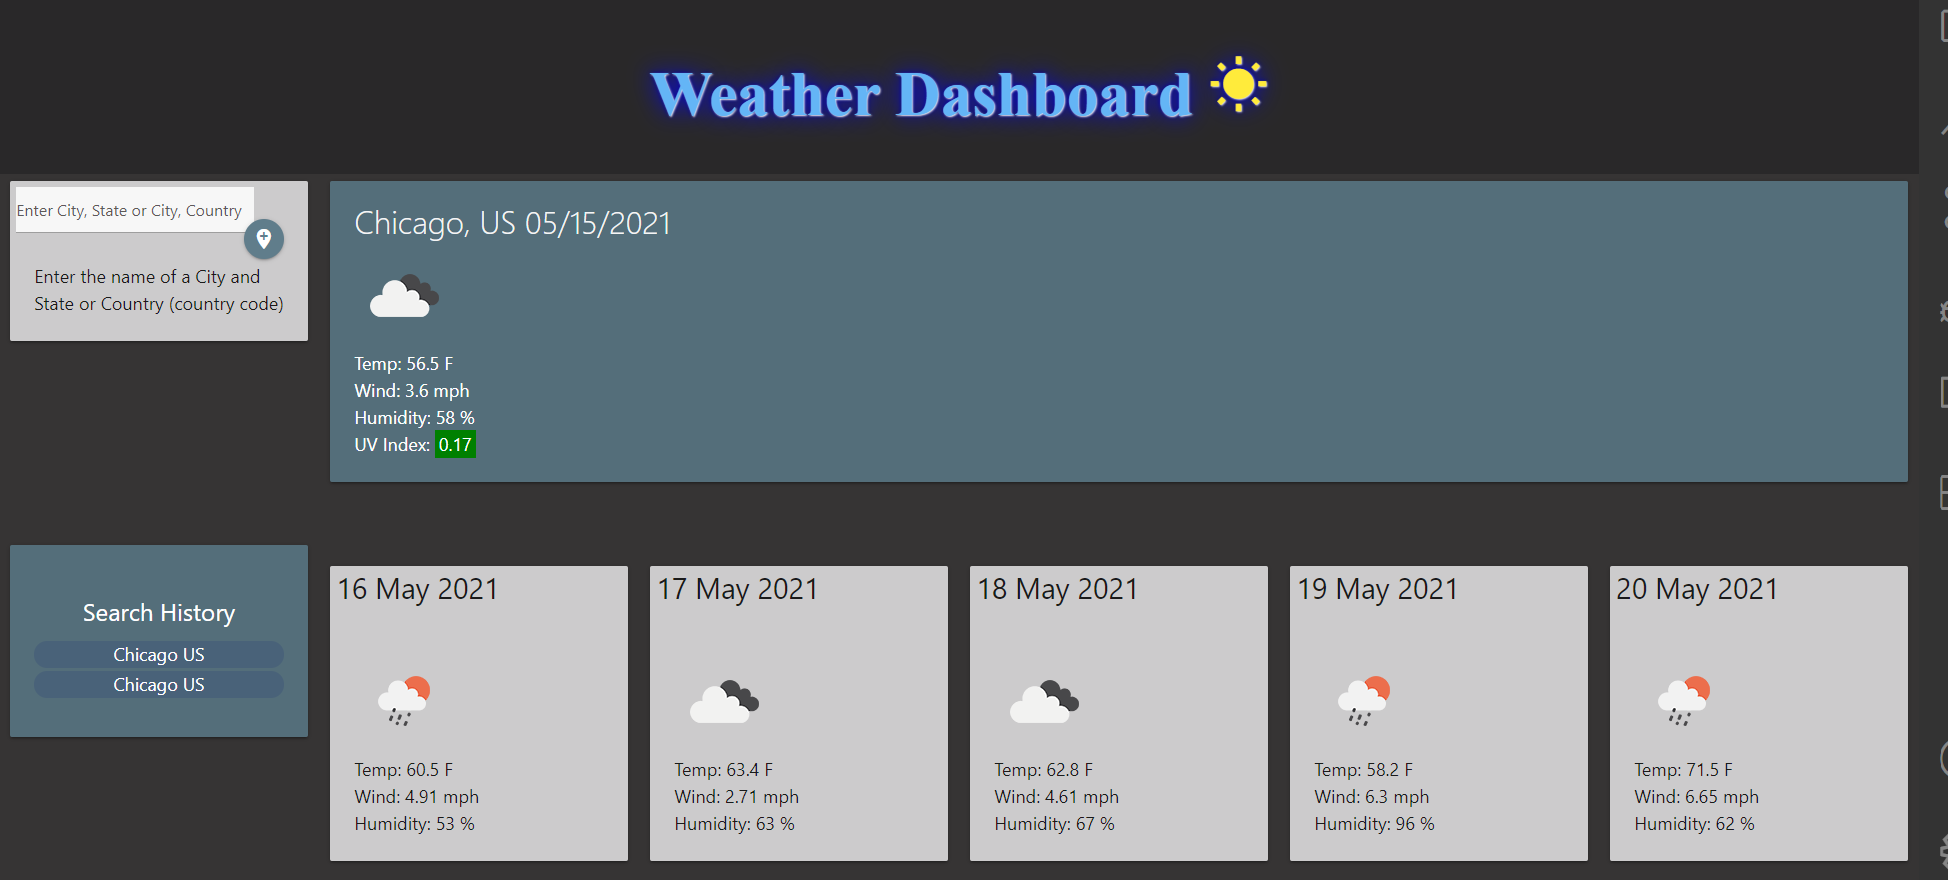 Weather Dashboard
Enter City, State or City, Country
Enter the name of a City and
State or Country (country code)
Chicago, US 05/15/2021
Temp: 56.5 F
Wind: 3.6 mph
Humidity: 58 %
UV Index: 0.17
Search History
Chicago US
Chicago US
16 May 2021
Temp: 60.5 F
Wind: 4.91 mph
Humidity: 53 %
17 May 2021
Temp: 63.4 F
Wind: 2.71 mph
Humidity: 63 %
18 May 2021
Temp: 62.8 F
Wind: 4.61 mph
Humidity: 67 %
19 May 2021
Temp: 58.2 F
Wind: 6.3 mph
Humidity: 96 %
20 May 2021
Temp: 71.5 F
Wind: 6.65 mph
Humidity: 62 %